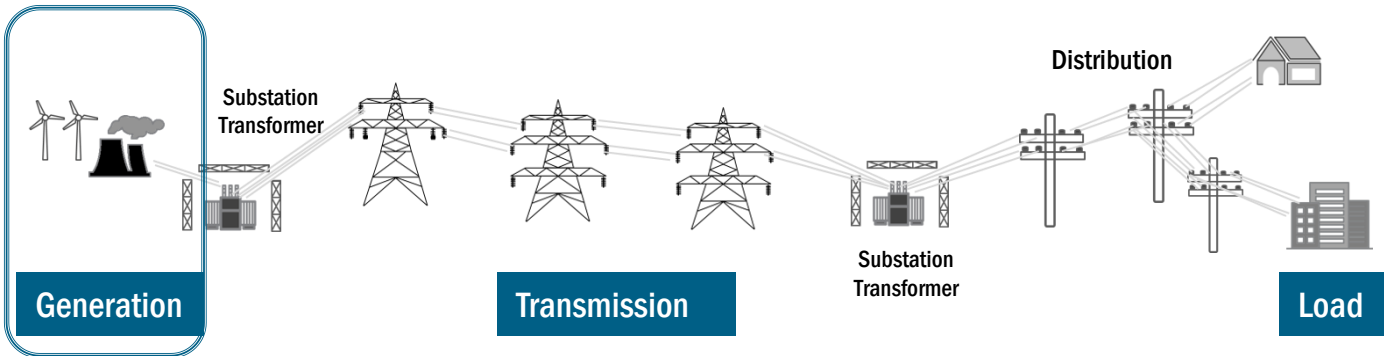 Substation
Transformer
Distribution
Substation
Transformer
Generation
Transmission
Load